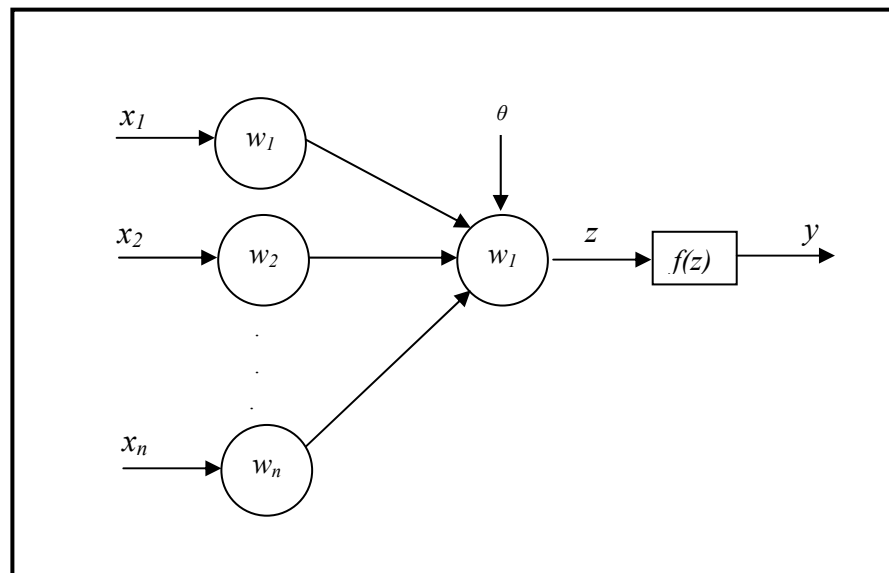 x₁
w₁
θ
x₂
w₂
w₁
z
f(z)
y
.
.
.
xₙ
wₙ